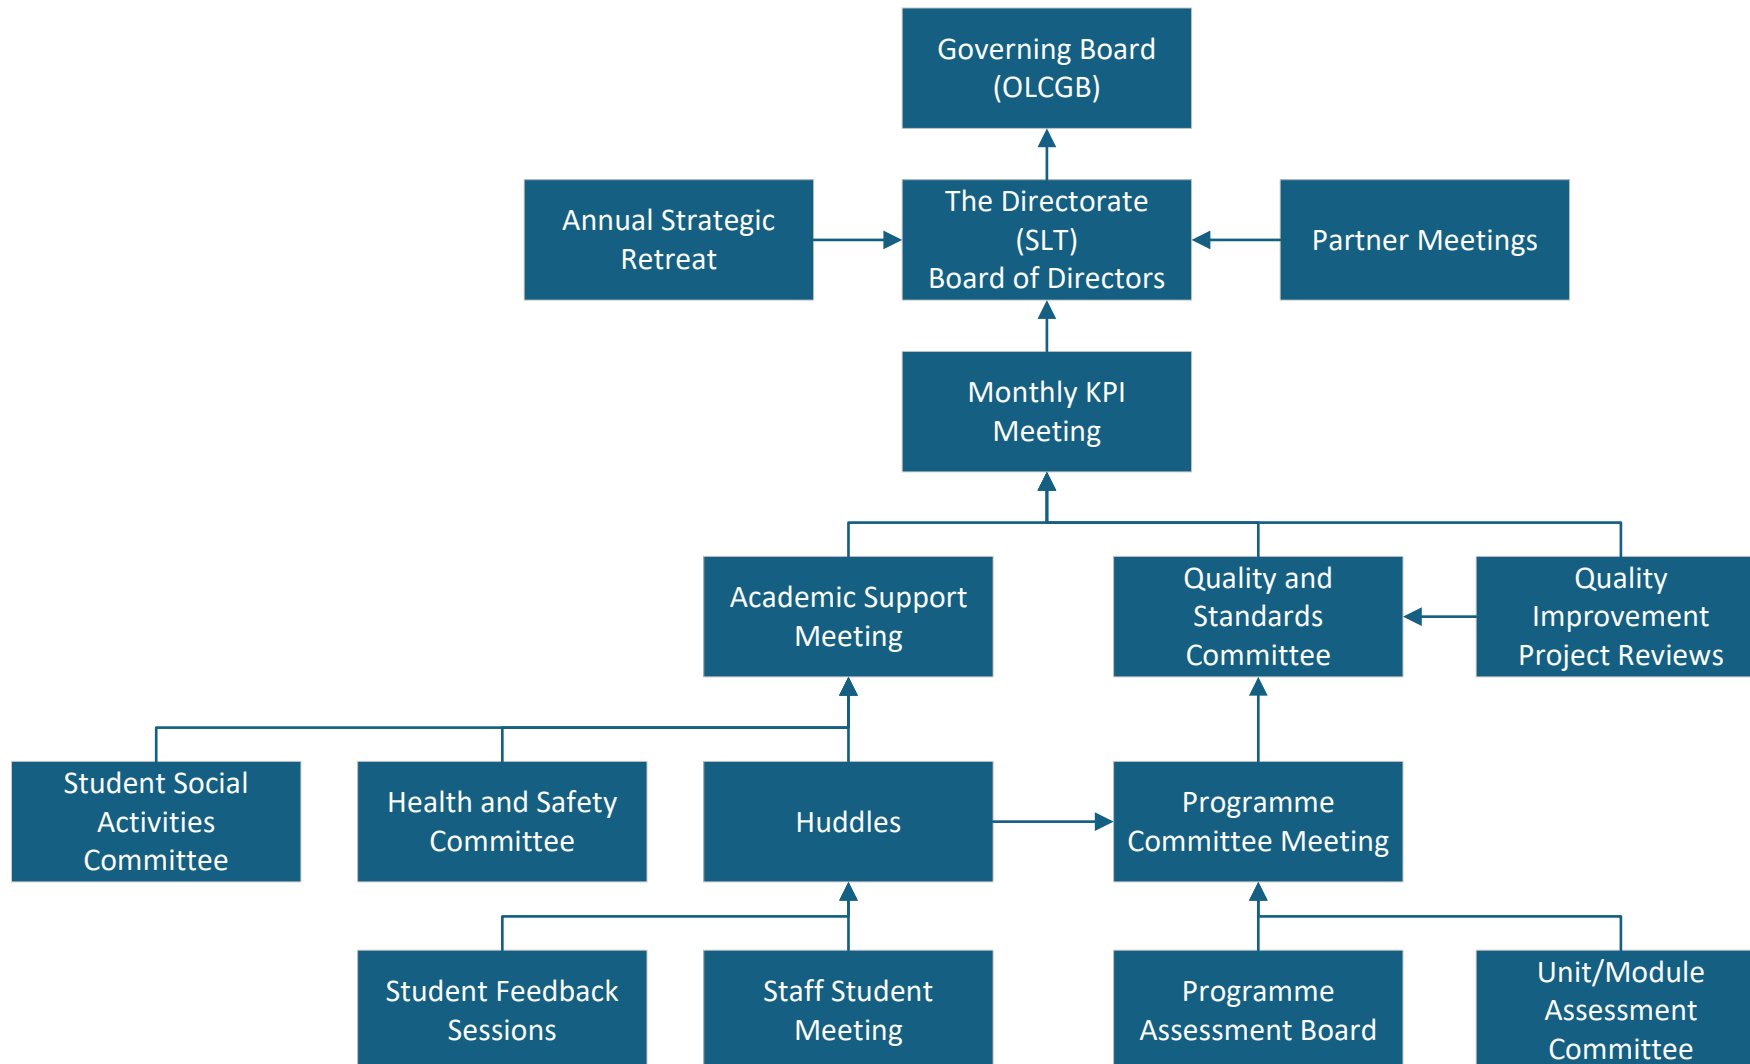 Governing Board
(OLCGB)
Annual Strategic
Retreat
The Directorate
(SLT)
Board of Directors
Partner Meetings
Monthly KPI
Meeting
Academic Support
Meeting
Quality and
Standards
Committee
Quality
Improvement
Project Reviews
Student Social
Activities
Committee
Health and Safety
Committee
Huddles
Programme
Committee Meeting
Student Feedback
Sessions
Staff Student
Meeting
Programme
Assessment Board
Unit/Module
Assessment
Committee